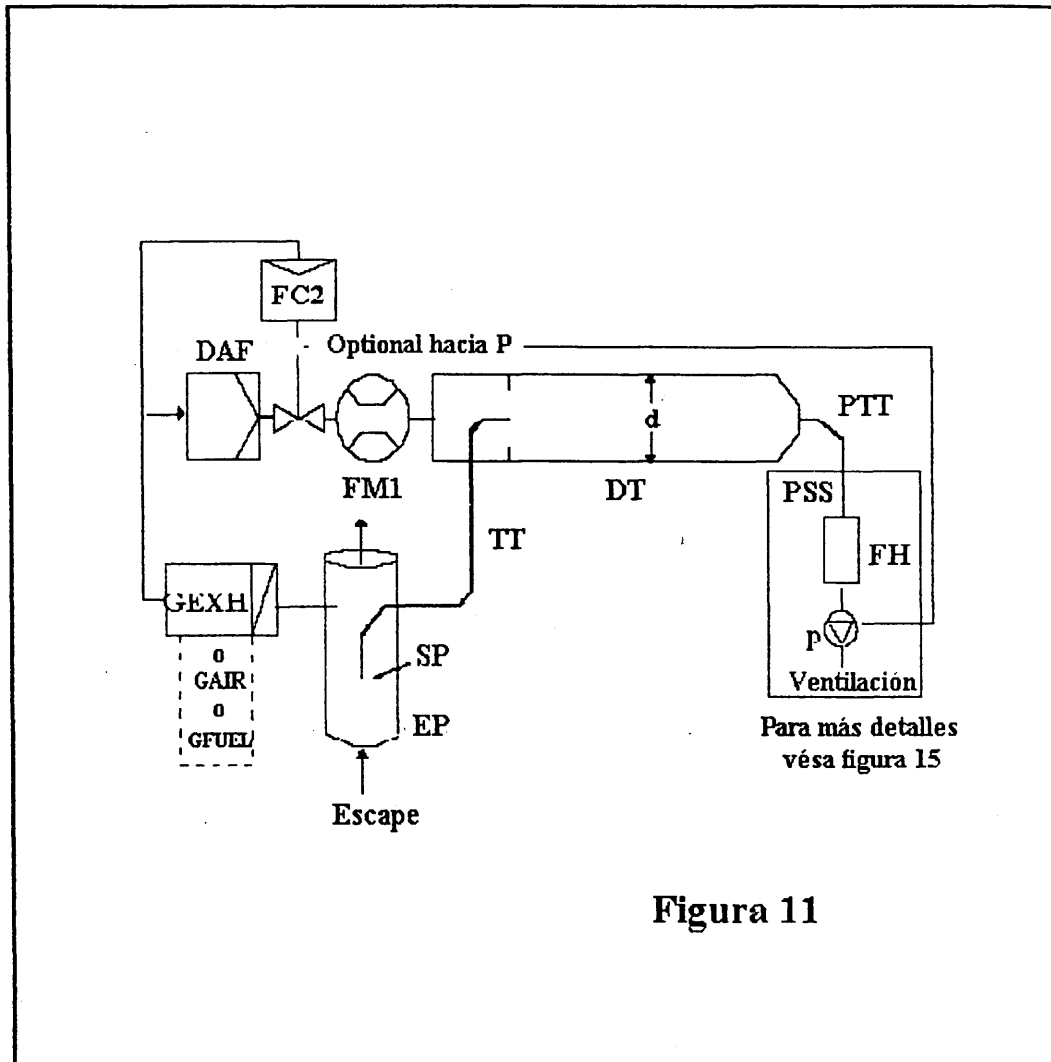 FC2
DAF
Optional hacia P
d
PTT
FM1
DT
PSS
TT
FH
GEXH
P
SP
o
GAIR
o
GFUEL
Ventilación
EP
Para más detalles
vésa figura 15
Escape
Figura 11